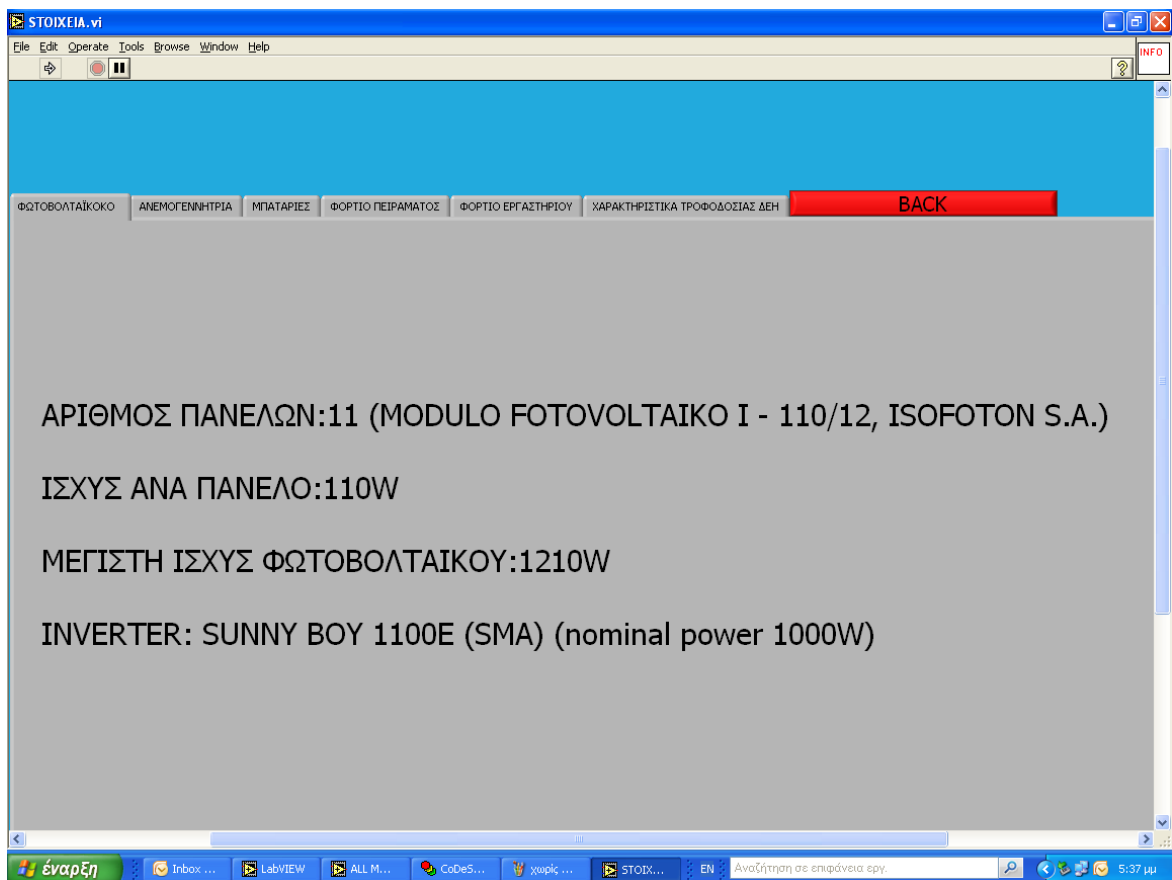 STOIXEIA.vi
File Edit Operate Tools Browse Window Help
INFO
ΦΩΤΟΒΟΛΤΑΪΚΟΚΟ ΑΝΕΜΟΓΕΝΝΗΤΡΙΑ ΜΠΑΤΑΡΙΕΣ ΦΟΡΤΙΟ ΠΕΙΡΑΜΑΤΟΣ ΦΟΡΤΙΟ ΕΡΓΑΣΤΗΡΙΟΥ ΧΑΡΑΚΤΗΡΙΣΤΙΚΑ ΤΡΟΦΟΔΟΣΙΑΣ ΔΕΗ BACK
ΑΡΙΘΜΟΣ ΠΑΝΕΛΩΝ:11 (MODULO FOTOVOLTAIKO I - 110/12, ISOFOTON S.A.)
ΙΣΧΥΣ ΑΝΑ ΠΑΝΕΛΟ:110W
ΜΕΓΙΣΤΗ ΙΣΧΥΣ ΦΩΤΟΒΟΛΤΑΙΚΟΥ:1210W
INVERTER: SUNNY BOY 1100E (SMA) (nominal power 1000W)
έναρξη Inbox ... LabVIEW ALL M... CoDeS... χωρίς ... STOIX... EN Αναζήτηση σε επιφάνεια εργ. 5:37 μμ